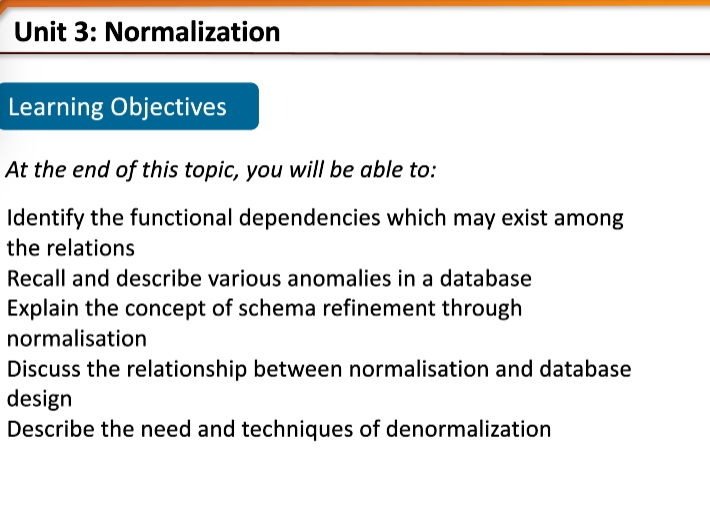 Unit 3: Normalization
Learning Objectives
At the end of this topic, you will be able to:
Identify the functional dependencies which may exist among
the relations
Recall and describe various anomalies in a database
Explain the concept of schema refinement through
normalisation
Discuss the relationship between normalisation and database
design
Describe the need and techniques of denormalization